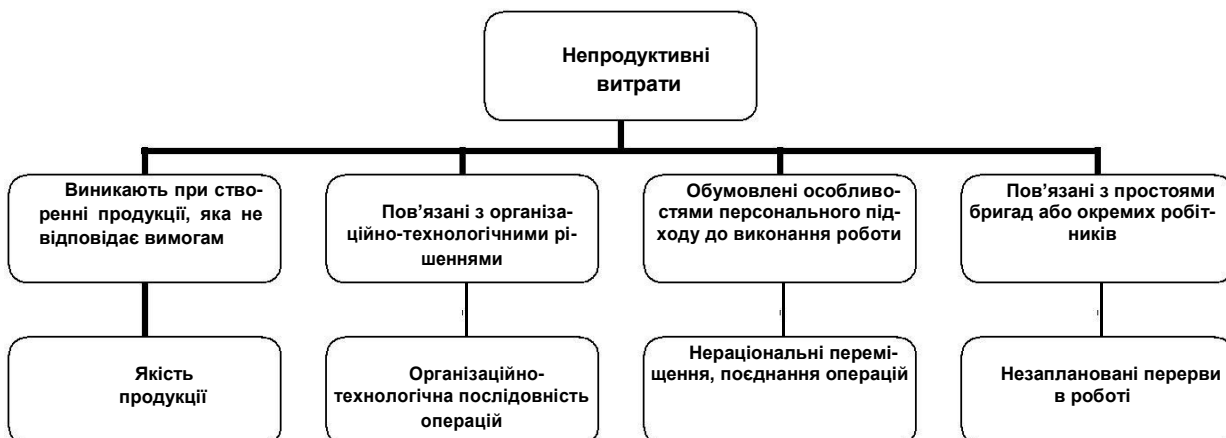 Непродуктивні
витрати
Виникають при ство-
ренні продукції, яка не
відповідає вимогам
Пов’язані з організа-
ційно-технологічними рі-
шеннями
Обумовлені особливо-
стями персонального під-
ходу до виконання роботи
Пов’язані з простоями
бригад або окремих робіт-
ників
Якість
продукції
Організаційно-
технологічна послідовність
операцій
Нераціональні перемі-
щення, поєднання операцій
Незаплановані перерви
в роботі